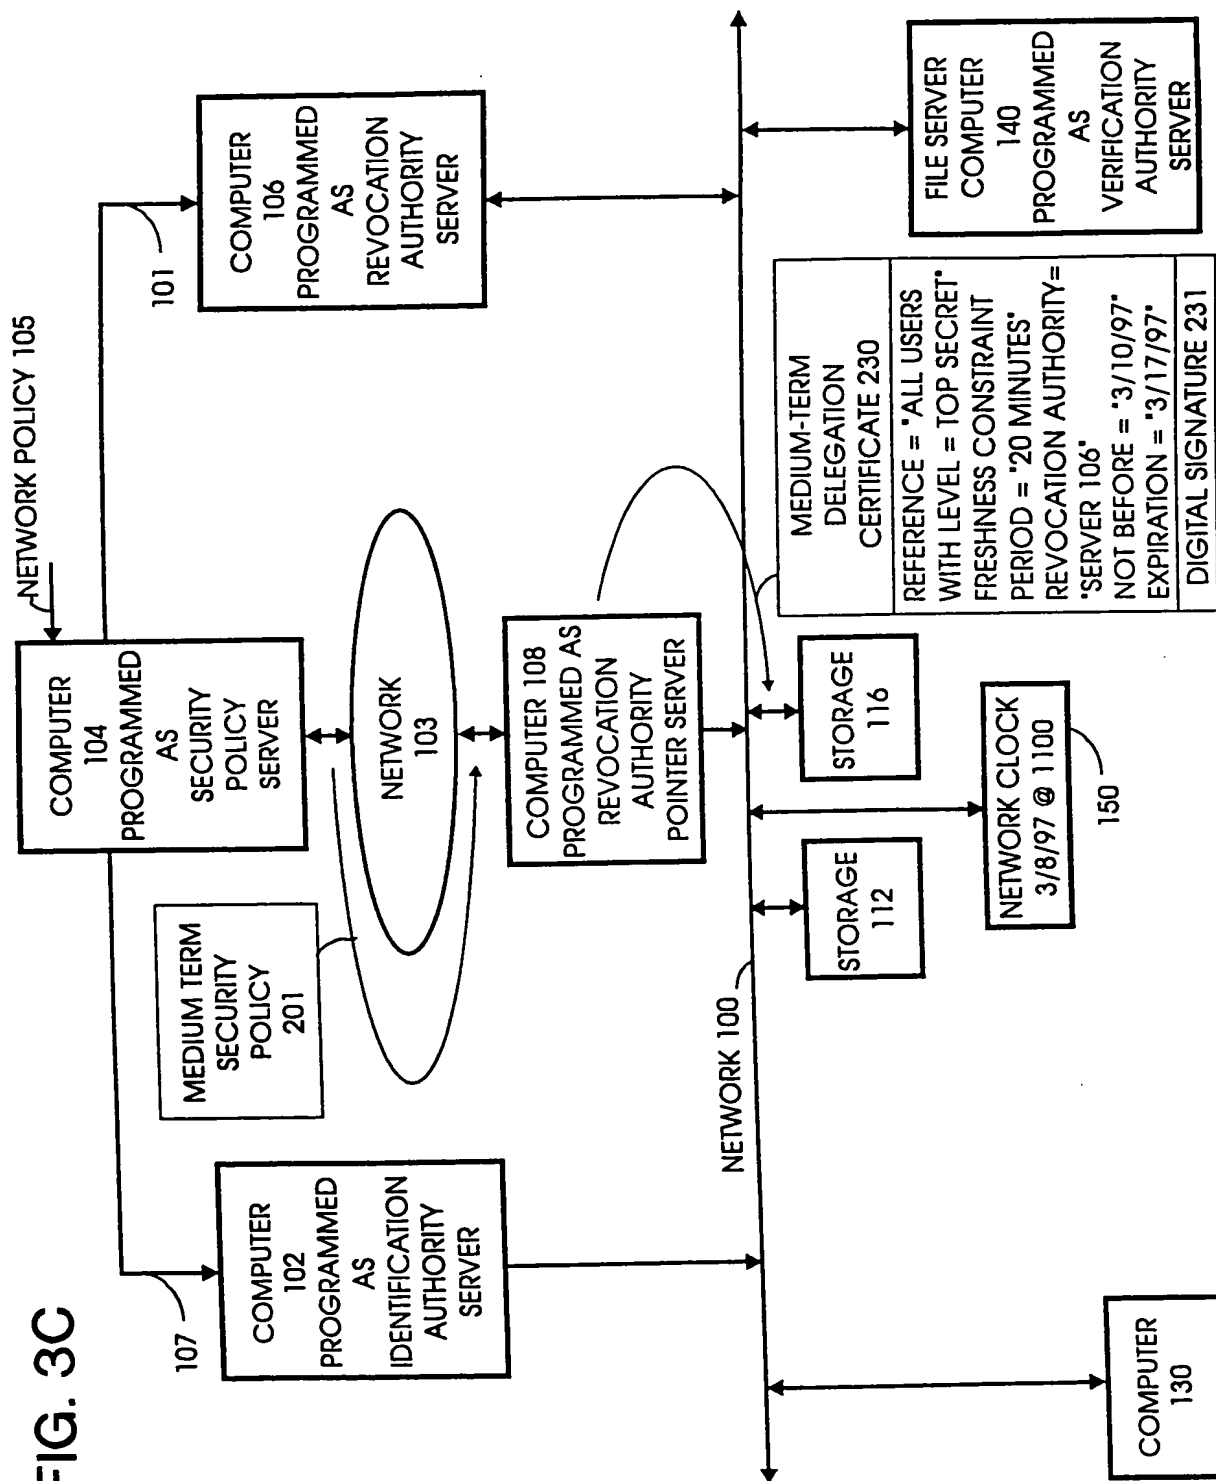 FIG. 3C
NETWORK POLICY 105
COMPUTER
104
PROGRAMMED
AS
SECURITY
POLICY
SERVER
107
101
MEDIUM TERM
SECURITY
POLICY
201
NETWORK
103
COMPUTER
102
PROGRAMMED
AS
IDENTIFICATION
AUTHORITY
SERVER
COMPUTER 108
PROGRAMMED AS
REVOCATION
AUTHORITY
POINTER SERVER
COMPUTER
106
PROGRAMMED
AS
REVOCATION
AUTHORITY
SERVER
NETWORK 100
STORAGE
112
STORAGE
116
NETWORK CLOCK
3/8/97 @ 1100
150
MEDIUM-TERM
DELEGATION
CERTIFICATE 230
REFERENCE = "ALL USERS
WITH LEVEL = TOP SECRET"
FRESHNESS CONSTRAINT
PERIOD = "20 MINUTES"
REVOCATION AUTHORITY=
"SERVER 106"
NOT BEFORE = "3/10/97"
EXPIRATION = "3/17/97"
DIGITAL SIGNATURE 231
COMPUTER
130
FILE SERVER
COMPUTER
140
PROGRAMMED
AS
VERIFICATION
AUTHORITY
SERVER